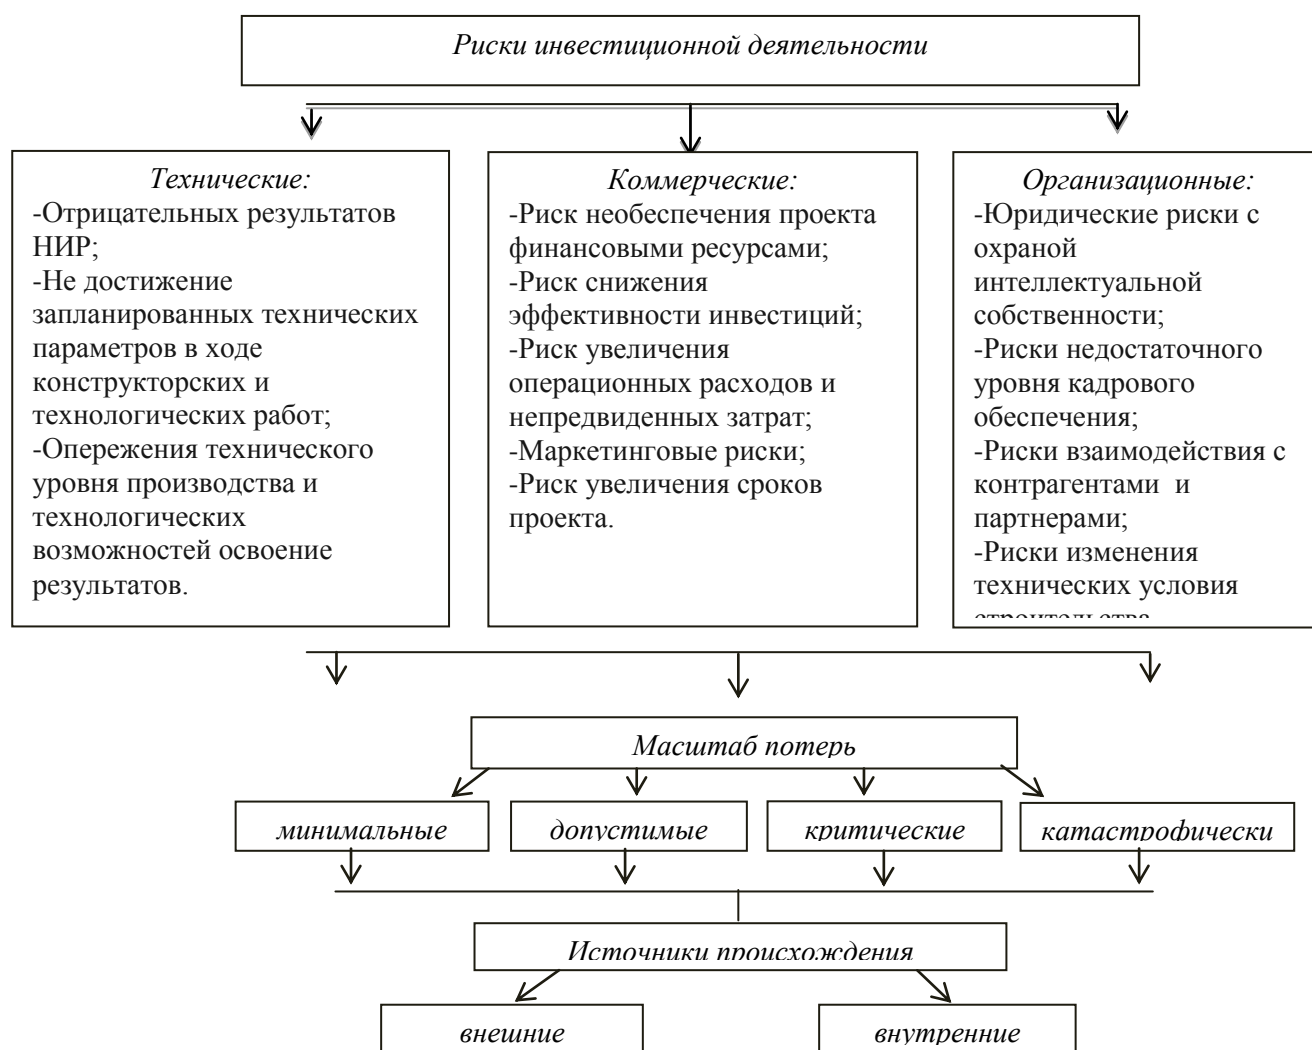 Риски инвестиционной деятельности
Технические:
-Отрицательных результатов
НИР;
-Не достижение
запланированных технических
параметров в ходе
конструкторских и
технологических работ;
-Опережения технического
уровня производства и
технологических
возможностей освоение
результатов.
Коммерческие:
-Риск необеспечения проекта
финансовыми ресурсами;
-Риск снижения
эффективности инвестиций;
-Риск увеличения
операционных расходов и
непредвиденных затрат;
-Маркетинговые риски;
-Риск увеличения сроков
проекта.
Организационные:
-Юридические риски с
охраной
интеллектуальной
собственности;
-Риски недостаточного
уровня кадрового
обеспечения;
-Риски взаимодействия с
контрагентами и
партнерами;
-Риски изменения
технических условия
строительства
Масштаб потерь
минимальные
допустимые
критические
катастрофически
Источники происхождения
внешние
внутренние